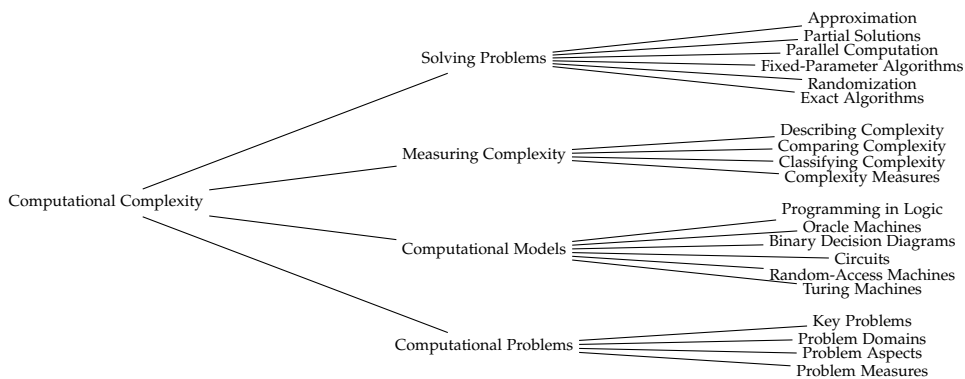 Computational Complexity
Solving Problems
Approximation
Partial Solutions
Parallel Computation
Fixed-Parameter Algorithms
Randomization
Exact Algorithms
Measuring Complexity
Describing Complexity
Comparing Complexity
Classifying Complexity
Complexity Measures
Computational Models
Programming in Logic
Oracle Machines
Binary Decision Diagrams
Circuits
Random-Access Machines
Turing Machines
Computational Problems
Key Problems
Problem Domains
Problem Aspects
Problem Measures